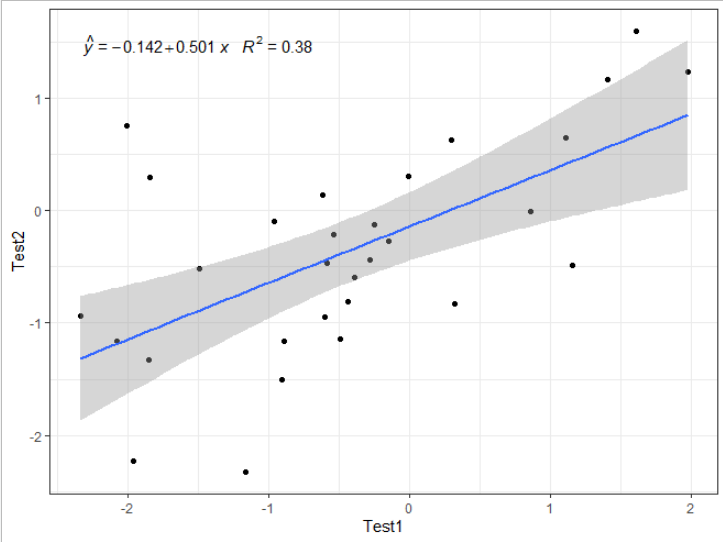 ŷ = −0.142+0.501 x R² = 0.38
1
0
-1
-2
Test2
-2 -1 0 1 2
Test1